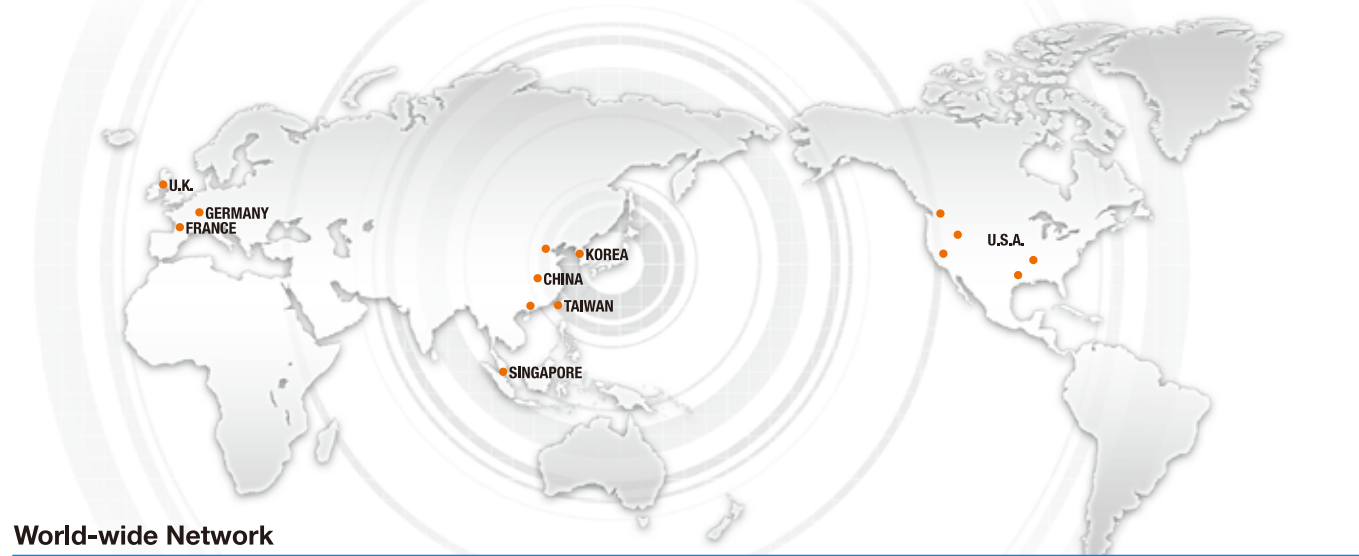 U.K.
GERMANY
FRANCE
U.S.A.
KOREA
CHINA
TAIWAN
SINGAPORE
World-wide Network